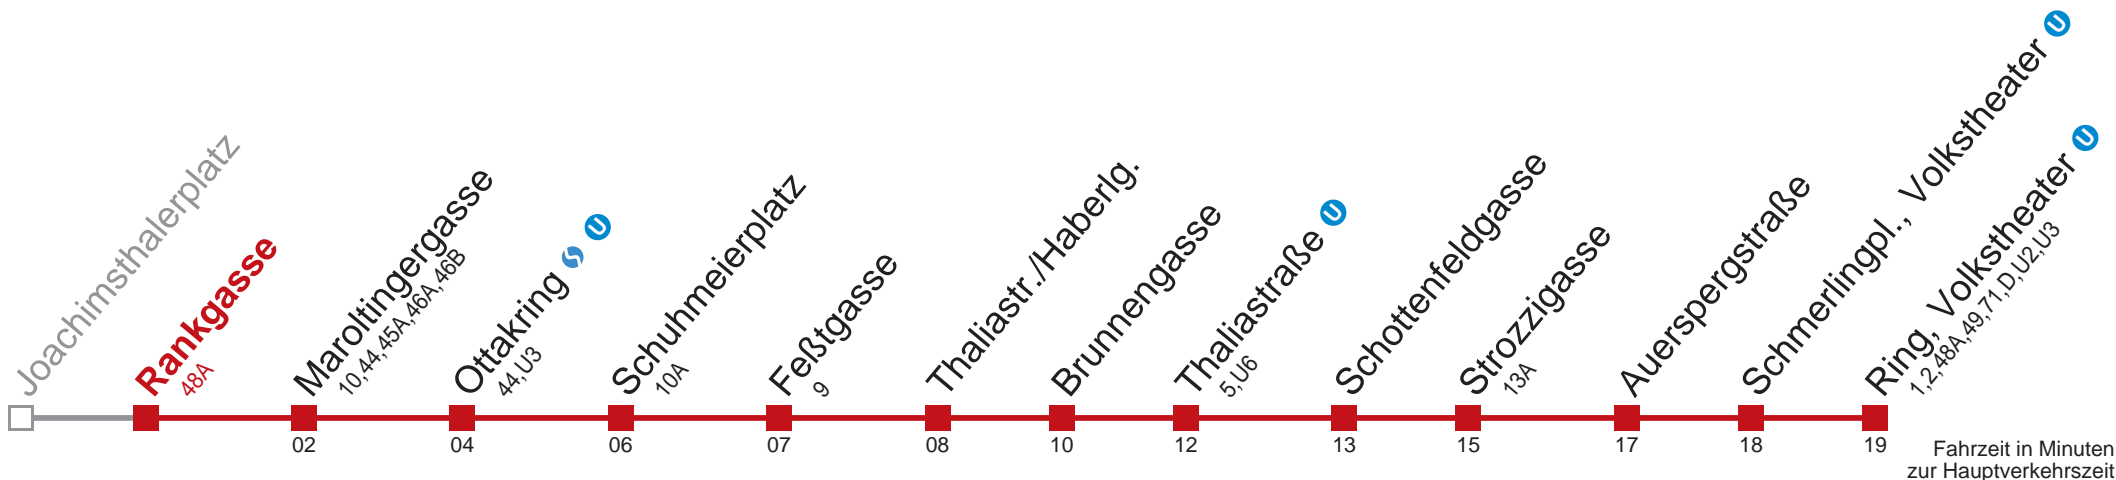 Joachimsthalerplatz
Rankgasse
48A
Maroltingergasse
10,44,45A,46A,46B
02
Ottakring S U
44,U3
04
Schuhmeierplatz
10A
06
Feßtgasse
9
07
Thaliastr./Haberlg.
08
Brunnengasse
10
Thaliastraße U
5,U6
12
Schottenfeldgasse
13
Strozzigasse
13A
15
Auerspergstraße
17
Schmerlingpl., Volkstheater U
18
Ring, Volkstheater U
1,2,48A,49,71,D,U2,U3
19
Fahrzeit in Minuten
zur Hauptverkehrszeit